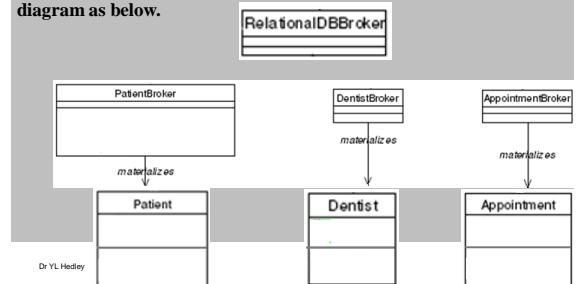 diagram as below.
RelationalDBBroker
PatientBroker
DentistBroker
AppointmentBroker
materializes
materializes
materializes
Patient
Dentist
Appointment
Dr YL Hedley